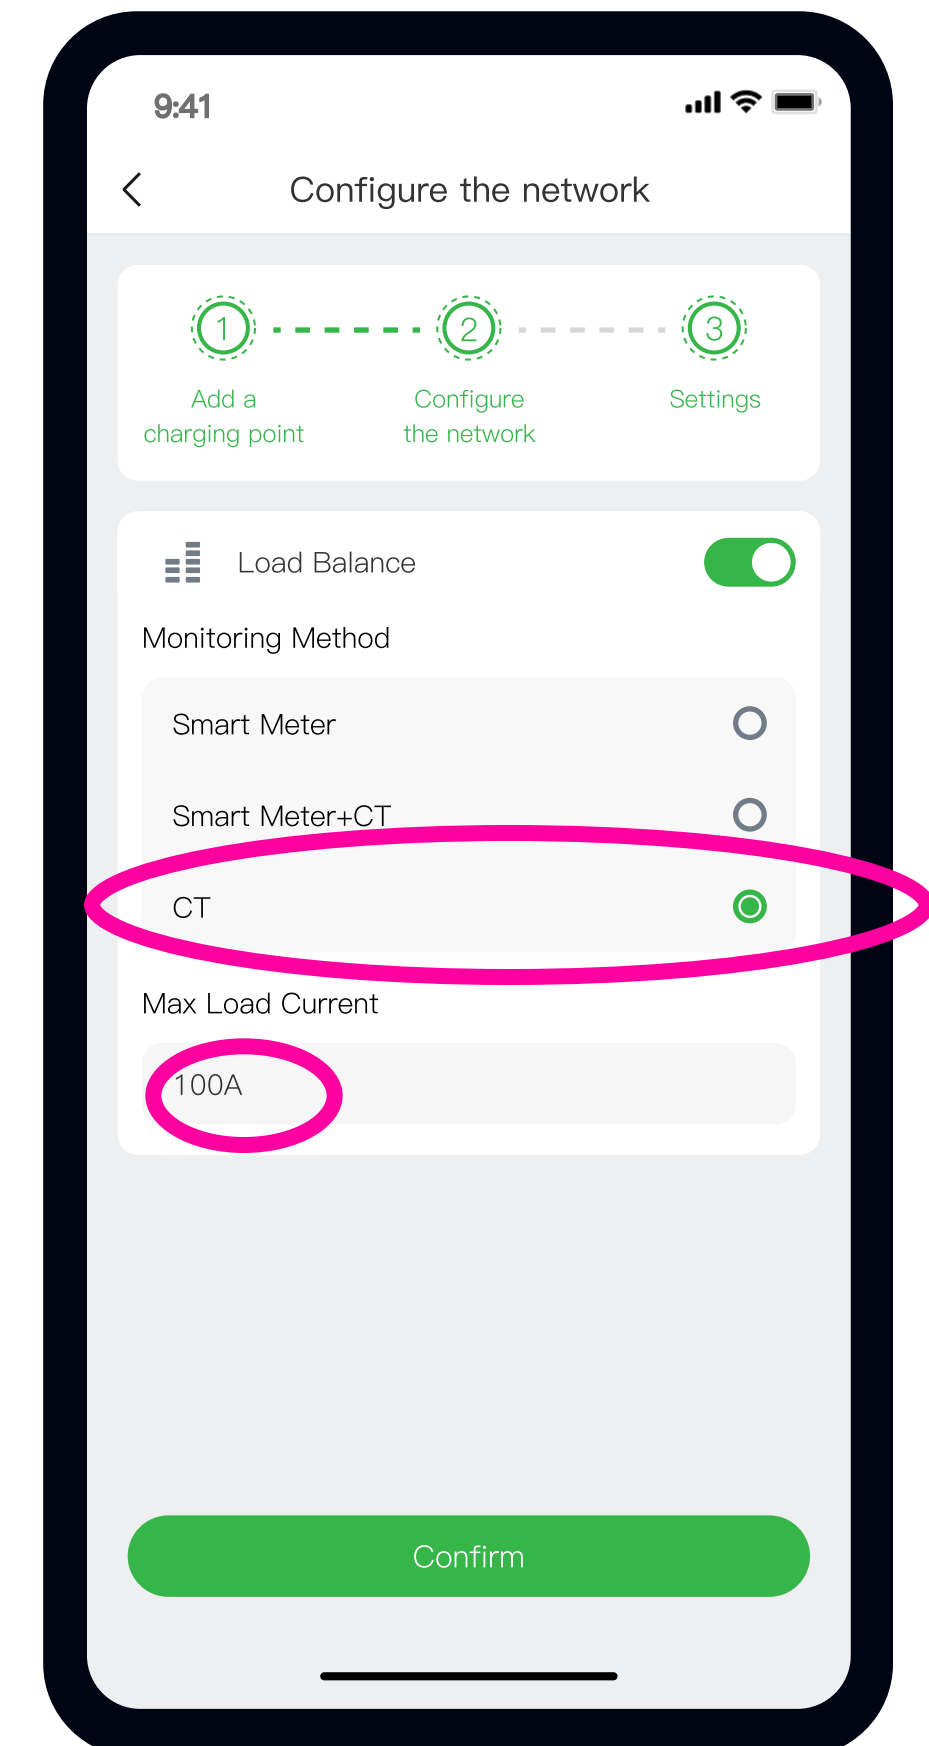 9:41
Configure the network
1
2
3
Add a
charging point
Configure
the network
Settings
Load Balance
Monitoring Method
Smart Meter
Smart Meter+CT
CT
Max Load Current
100A
Confirm